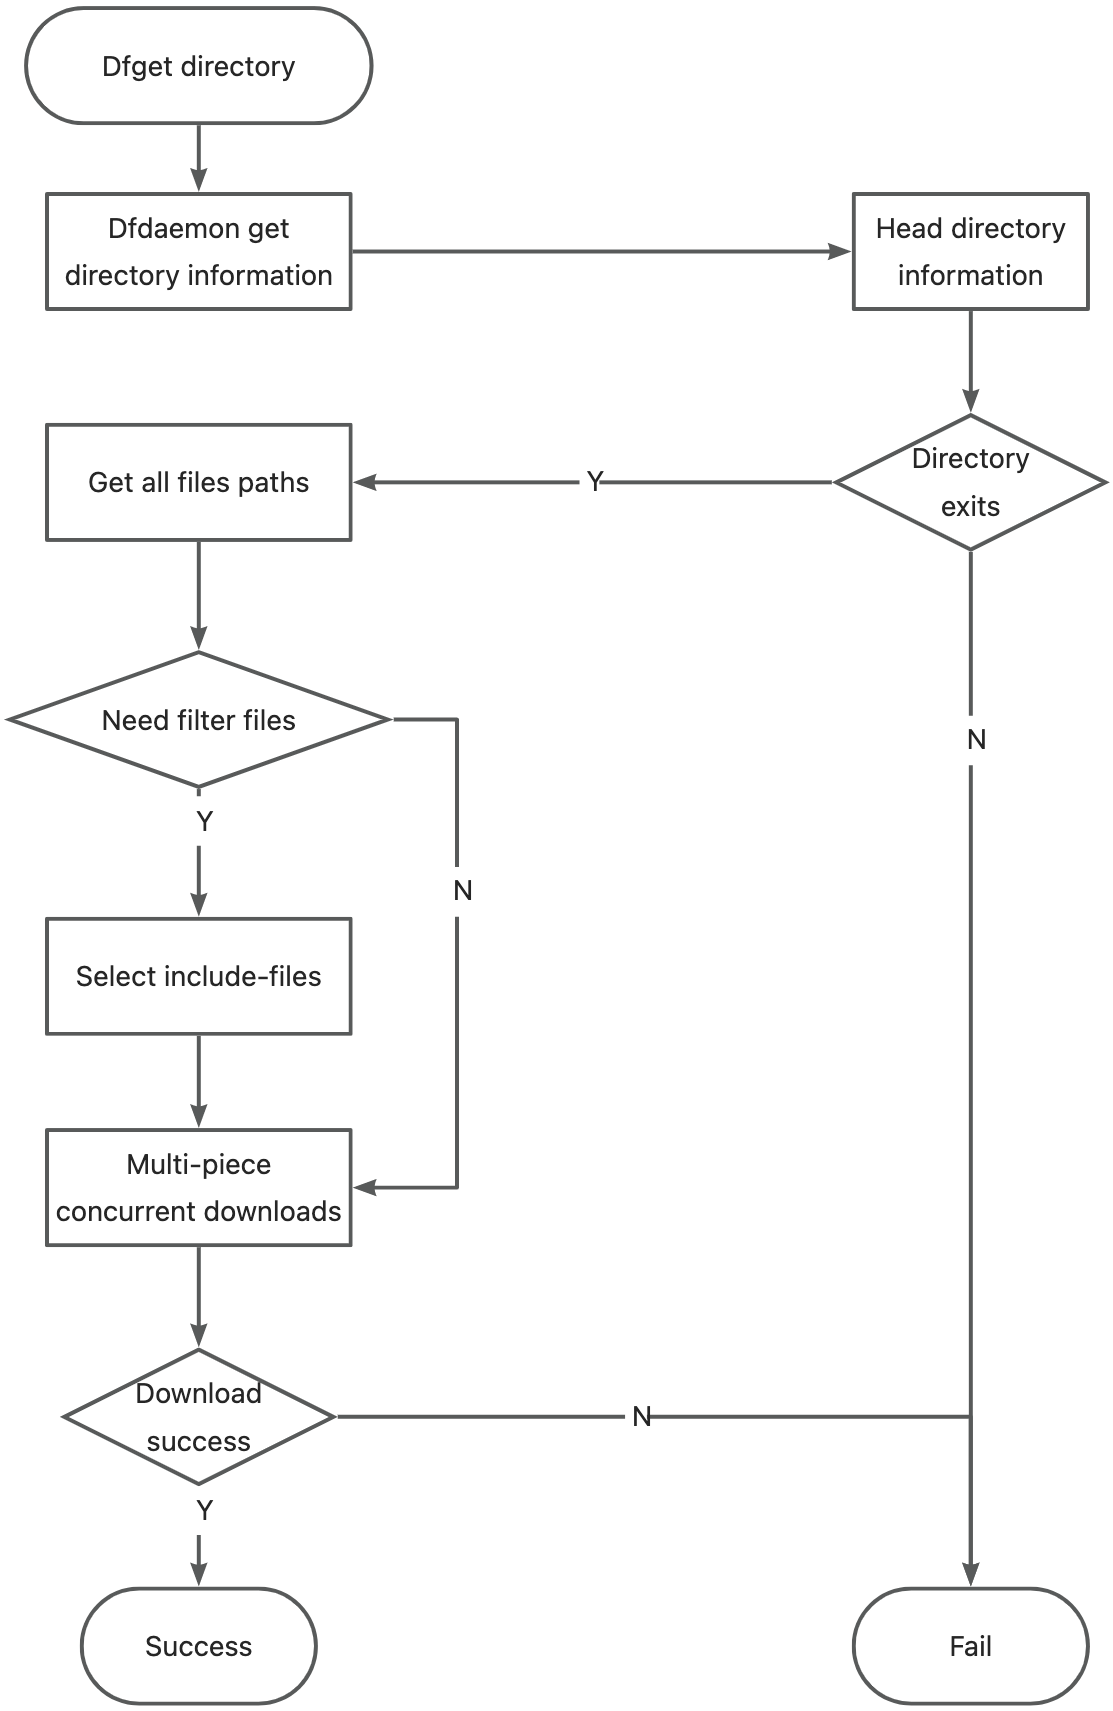 Dfget directory
Dfdaemon get
directory information
Head directory
information
Directory
exits
Y
Get all files paths
N
Need filter files
Y
N
Select include-files
Multi-piece
concurrent downloads
Download
success
N
Y
Success
Fail